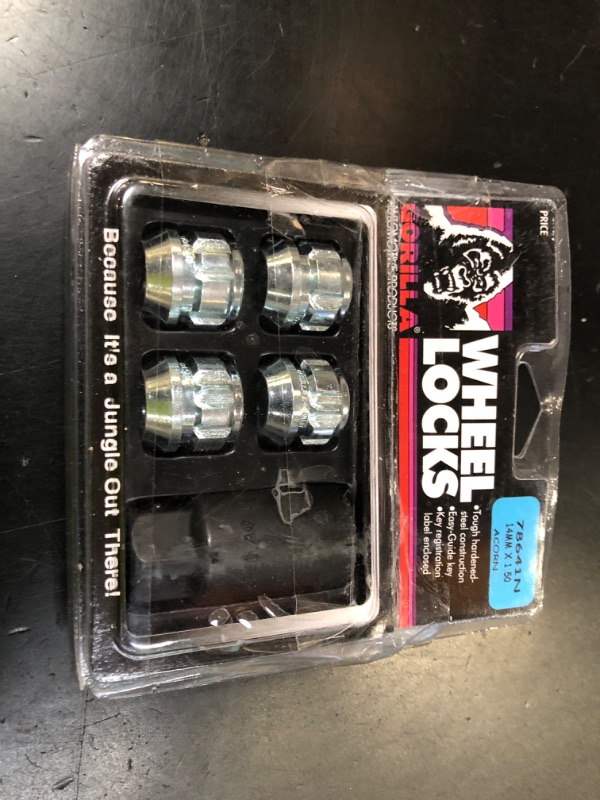 PRICE
GORILLA®
AUTOMOTIVE PRODUCTS
WHEEL
LOCKS
•Tough hardened-
steel construction
•Easy-Guide key
•Key registration
label enclosed
78641N
14MM X 1.50
ACORN
Because It's a Jungle Out There!